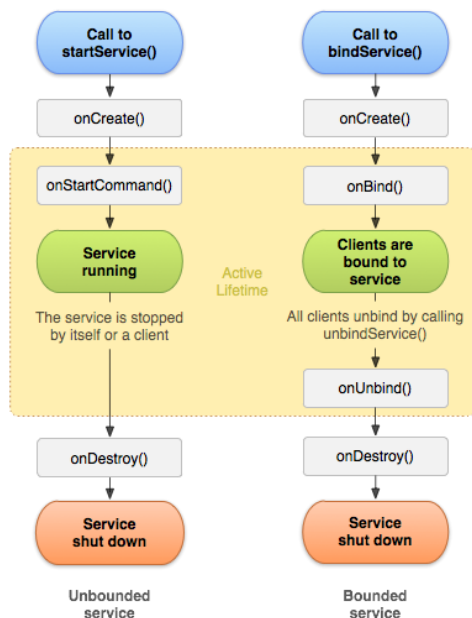 Call to
startService()
onCreate()
onStartCommand()
Service
running
The service is stopped
by itself or a client
onDestroy()
Service
shut down
Unbounded
service
Active
Lifetime
Call to
bindService()
onCreate()
onBind()
Clients are
bound to
service
All clients unbind by calling
unbindService()
onUnbind()
onDestroy()
Service
shut down
Bounded
service